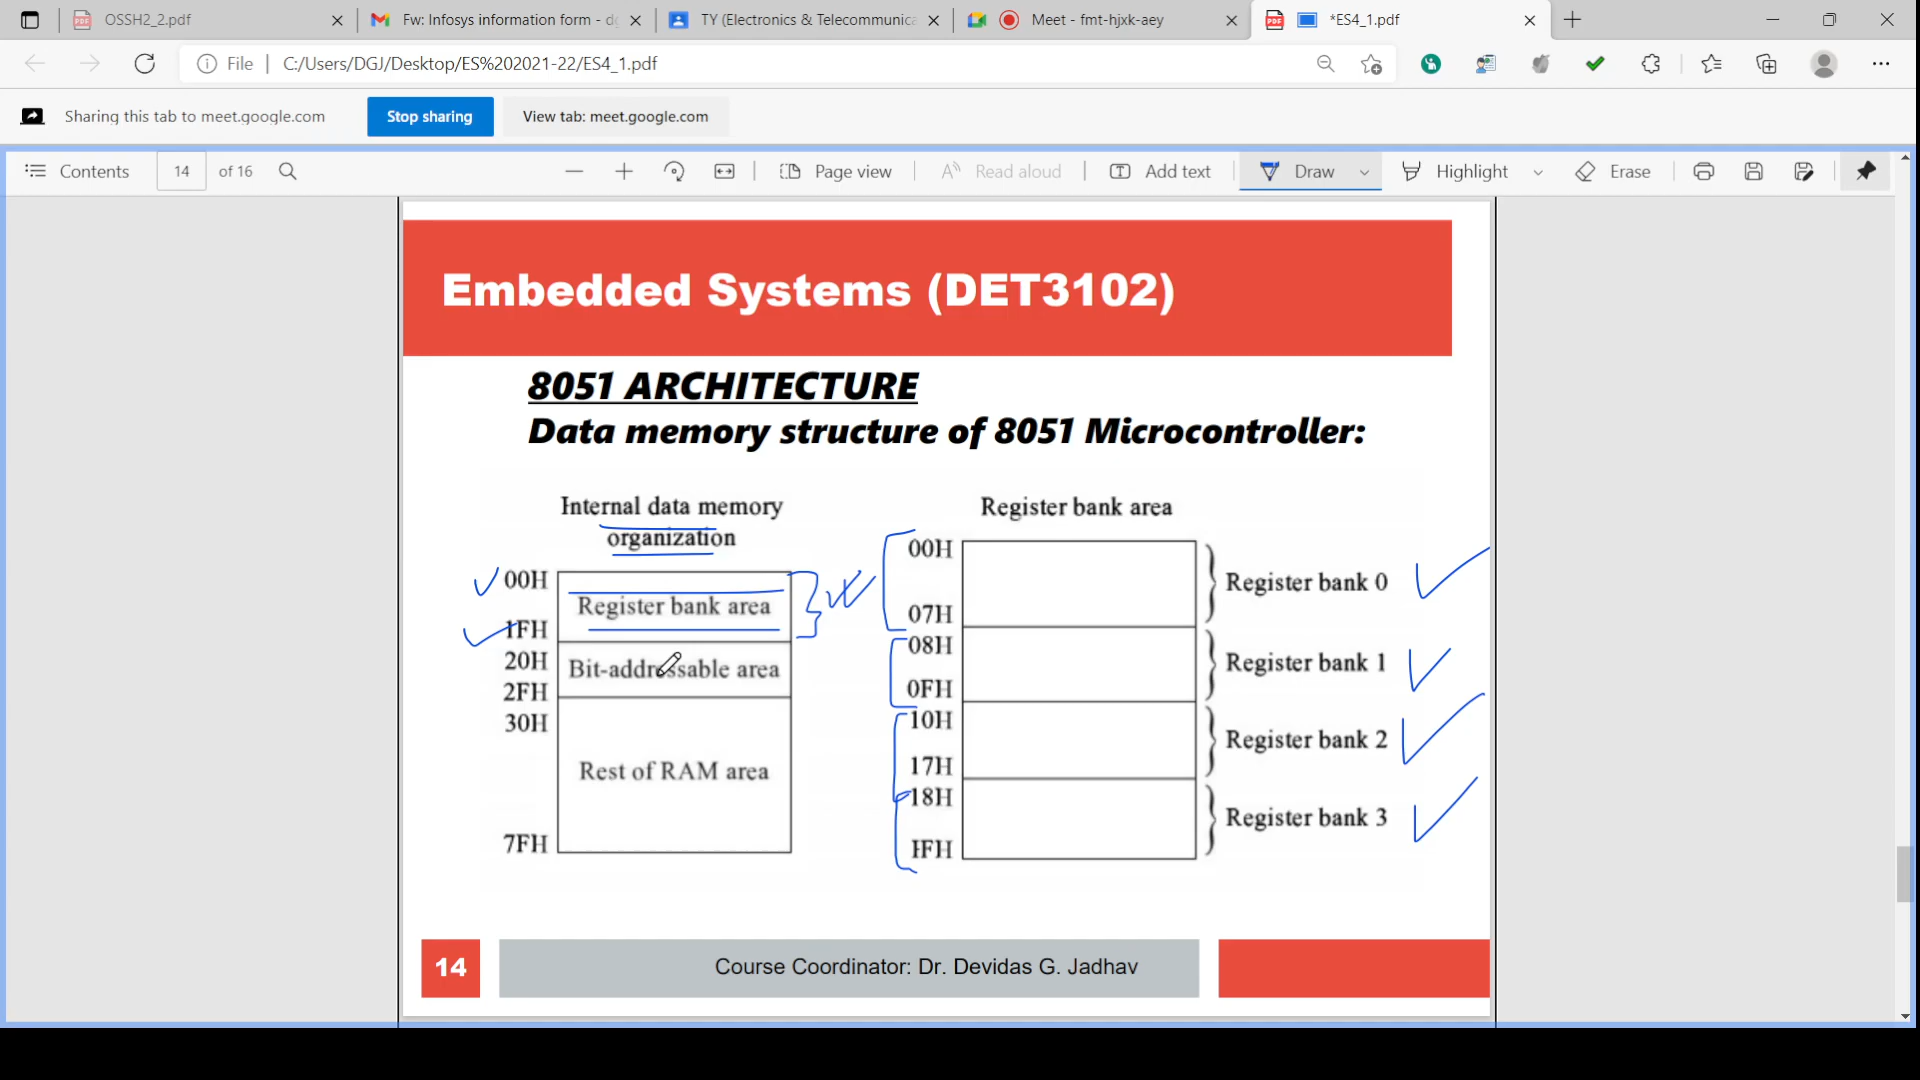 OSSH2_2.pdf
Fw: Infosys information form - d
TY (Electronics & Telecommunica
Meet - fmt-hjxk-aey
*ES4_1.pdf
File
C:/Users/DGJ/Desktop/ES%202021-22/ES4_1.pdf
Sharing this tab to meet.google.com
Stop sharing
View tab: meet.google.com
Contents
14
of 16
Page view
Read aloud
Add text
Draw
Highlight
Erase
Embedded Systems (DET3102)
8051 ARCHITECTURE
Data memory structure of 8051 Microcontroller:
Internal data memory
organization
00H
Register bank area
1FH
20H
Bit-addressable area
2FH
30H
Rest of RAM area
7FH
Register bank area
00H
Register bank 0
07H
08H
Register bank 1
0FH
10H
Register bank 2
17H
18H
Register bank 3
IFH
14
Course Coordinator: Dr. Devidas G. Jadhav